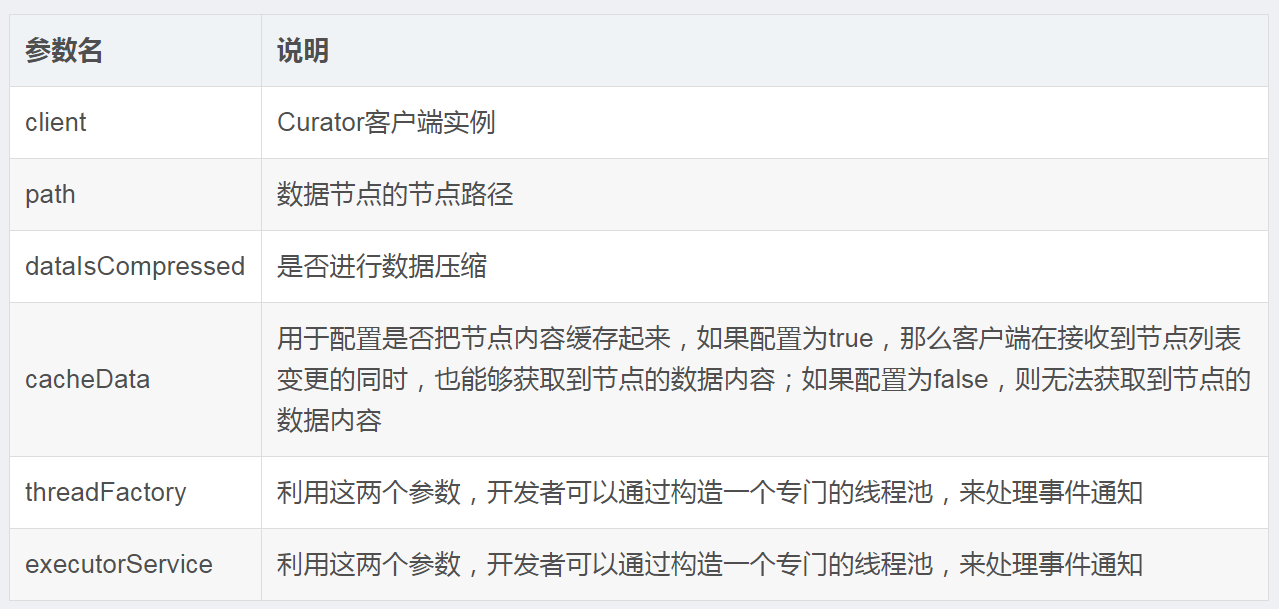 参数名 说明
client Curator客户端实例
path 数据节点的节点路径
dataIsCompressed 是否进行数据压缩
cacheData 用于配置是否把节点内容缓存起来，如果配置为true，那么客户端在接收到节点列表
变更的同时，也能够获取到节点的数据内容；如果配置为false，则无法获取到节点的
数据内容
threadFactory 利用这两个参数，开发者可以通过构造一个专门的线程池，来处理事件通知
executorService 利用这两个参数，开发者可以通过构造一个专门的线程池，来处理事件通知